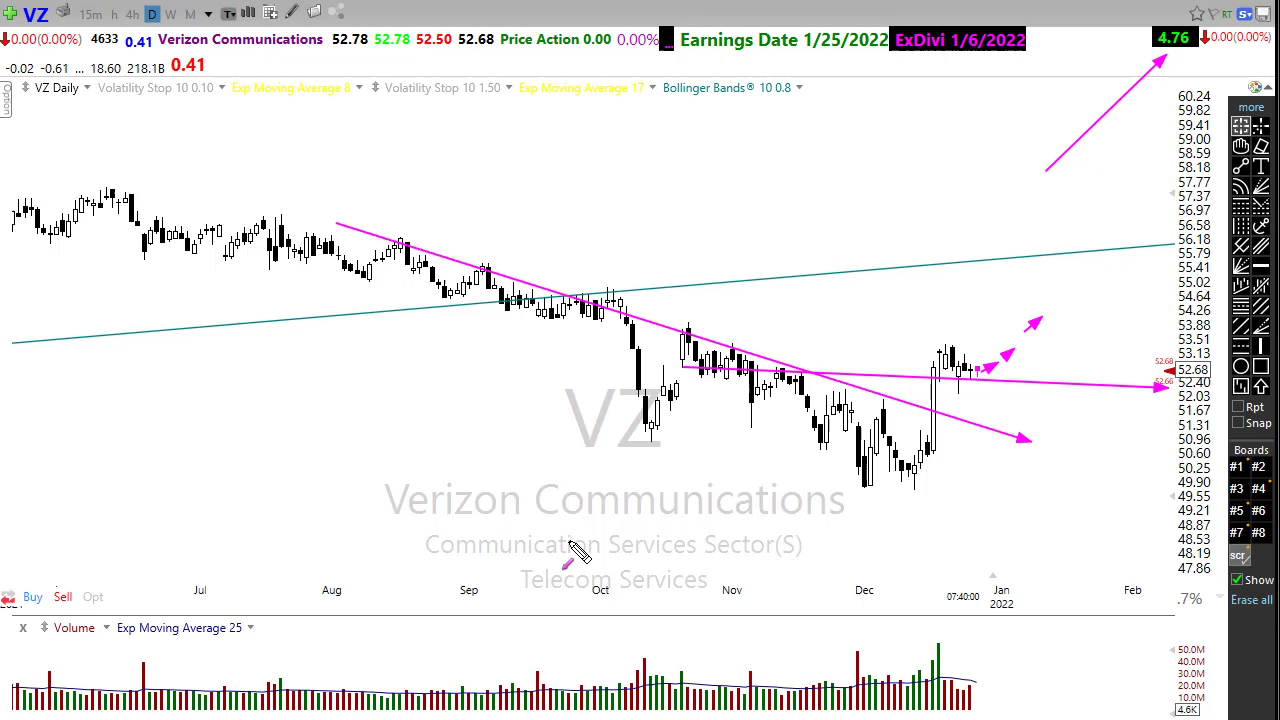 VZ 15m h 4h D W M T RT S
0.00(0.00%) 4633 0.41 Verizon Communications 52.78 52.78 52.50 52.68 Price Action 0.00 0.00% ... Earnings Date 1/25/2022 ExDivi 1/6/2022 4.76 0.00(0.00%)
-0.02 -0.61 ... 18.60 218.1B 0.41
Option
VZ Daily Volatility Stop 10 0.10 Exp Moving Average 8 Volatility Stop 10 1.50 Exp Moving Average 17 Bollinger Bands® 10 0.8
60.24
59.82
59.41
59.00
58.59
58.18
57.77
57.37
56.97
56.58
56.18
55.79
55.41
55.02
54.64
54.26
53.88
53.51
53.13
52.68
52.68
52.66
52.40
52.03
51.67
51.31
50.96
50.60
50.25
49.90
49.55
49.21
48.87
48.53
48.19
47.86
more
Rpt
Snap
Boards
#1 #2
#3 #4
#5 #6
#7 #8
scr
Show
Erase all
VZ
Verizon Communications
Communication Services Sector(S)
Telecom Services
Jul Aug Sep Oct Nov Dec 07:40:00 Jan Feb
2022
Buy Sell Opt
.7%
X Volume Exp Moving Average 25
50.0M
40.0M
30.0M
20.0M
10.0M
4.6K